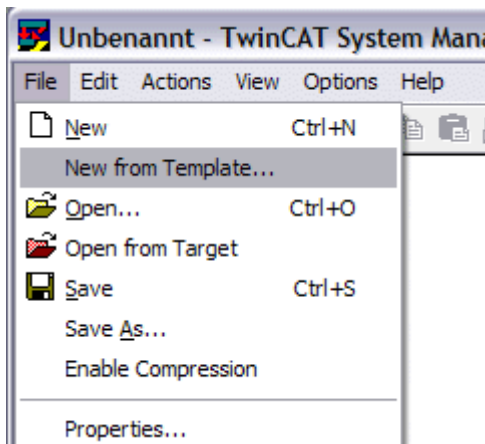 Unbenannt - TwinCAT System Mana
File Edit Actions View Options Help
New Ctrl+N
New from Template...
Open... Ctrl+O
Open from Target
Save Ctrl+S
Save As...
Enable Compression
Properties...